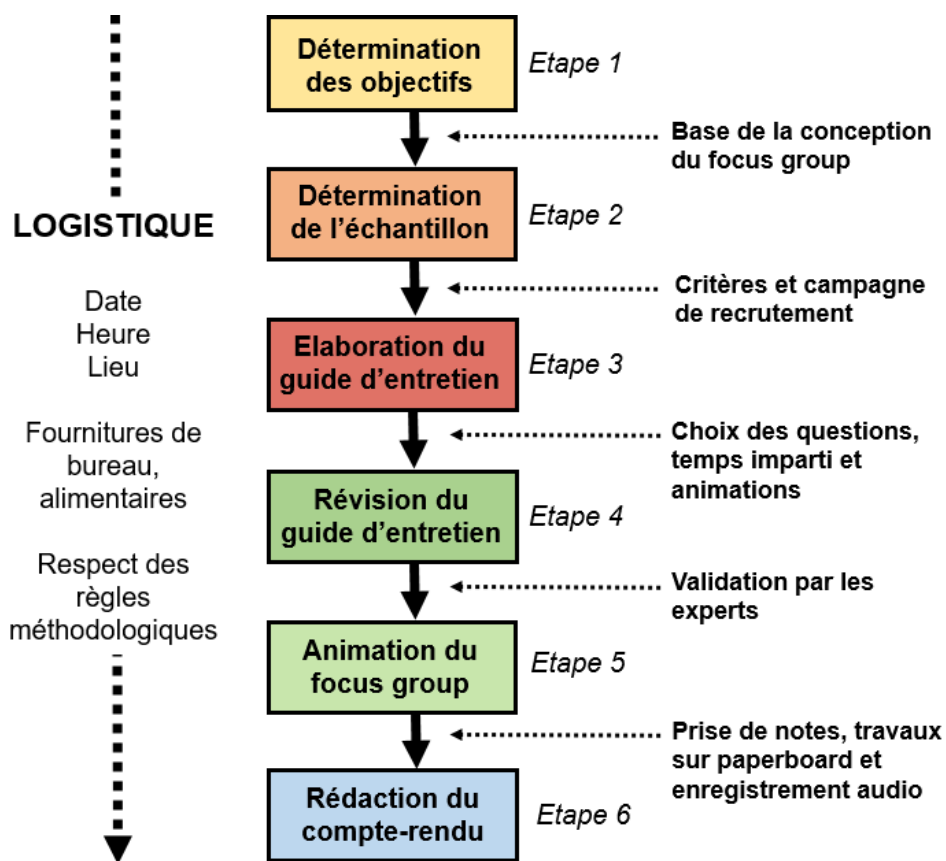 Détermination
des objectifs
Etape 1
Base de la conception
du focus group
Détermination
de l'échantillon
Etape 2
LOGISTIQUE
Critères et campagne
de recrutement
Date
Heure
Lieu
Elaboration du
guide d'entretien
Etape 3
Choix des questions,
temps imparti et
animations
Fournitures de
bureau,
alimentaires
Révision du
guide d'entretien
Etape 4
Validation par les
experts
Respect des
règles
méthodologiques
Animation du
focus group
Etape 5
Prise de notes, travaux
sur paperboard et
enregistrement audio
Rédaction du
compte-rendu
Etape 6